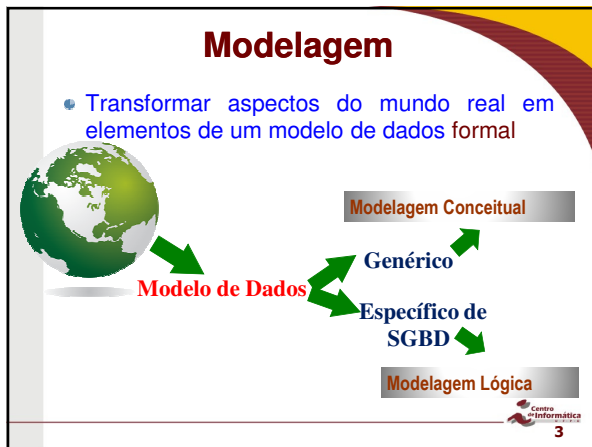 Modelagem
Transformar aspectos do mundo real em
elementos de um modelo de dados formal
Modelagem Conceitual
Genérico
Modelo de Dados
Específico de
SGBD
Modelagem Lógica
Centro
de Informática
UFPE
3